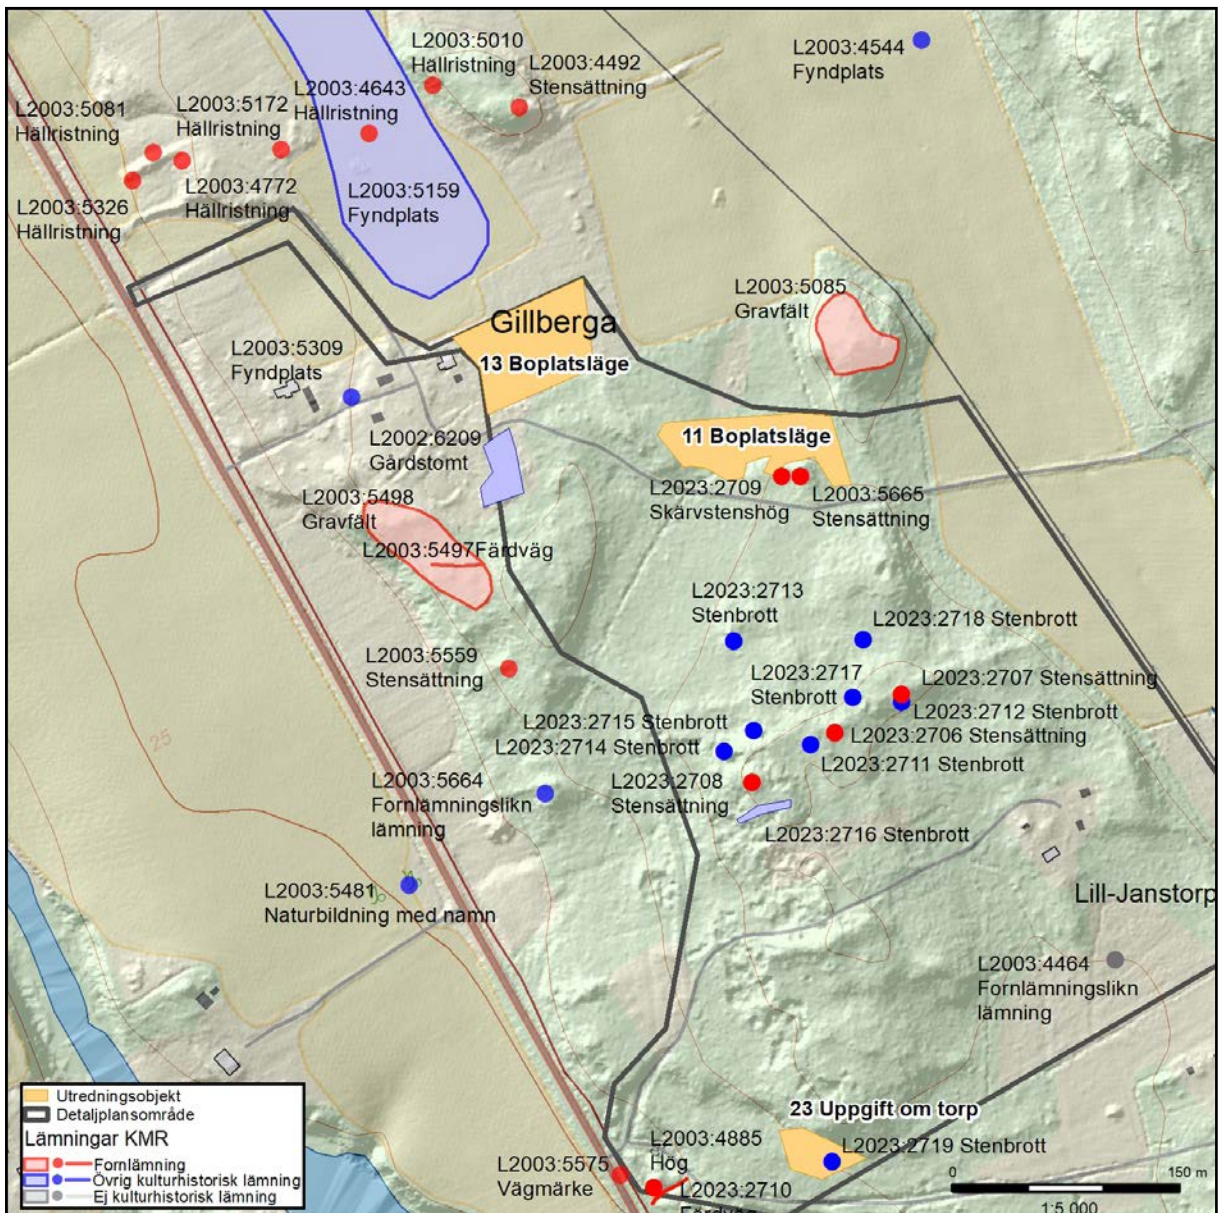 L2003:5010
Hällristning
L2003:4492
Stensättning
L2003:4544
Fyndplats
L2003:5081
Hällristning
L2003:5172
Hällristning
L2003:4643
Hällristning
L2003:5326
Hällristning
L2003:4772
Hällristning
L2003:5159
Fyndplats
L2003:5085
Gravfält
Gillberga
13 Boplatsläge
L2003:5309
Fyndplats
L2002:6209
Gårdstomt
11 Boplatsläge
L2003:5498
Gravfält
L2023:2709
Skärvstenshög
L2003:5665
Stensättning
L2003:5497Färdväg
L2023:2713
Stenbrott
L2023:2718 Stenbrott
L2003:5559
Stensättning
L2023:2717
Stenbrott
L2023:2707 Stensättning
L2023:2712 Stenbrott
L2023:2715 Stenbrott
L2023:2706 Stensättning
L2023:2714 Stenbrott
L2023:2711 Stenbrott
25
L2003:5664
Fornlämningslikn
lämning
L2023:2708
Stensättning
L2023:2716 Stenbrott
L2003:5481
Naturbildning med namn
Lill-Janstorp
L2003:4464
Fornlämningslikn
lämning
23 Uppgift om torp
L2003:4885
Hög
L2023:2719 Stenbrott
L2003:5575
Vägmärke
L2023:2710
Färdväg
Utredningsobjekt
Detaljplansområde
Lämningar KMR
Fornlämning
Övrig kulturhistorisk lämning
Ej kulturhistorisk lämning
0 150 m
1:5 000